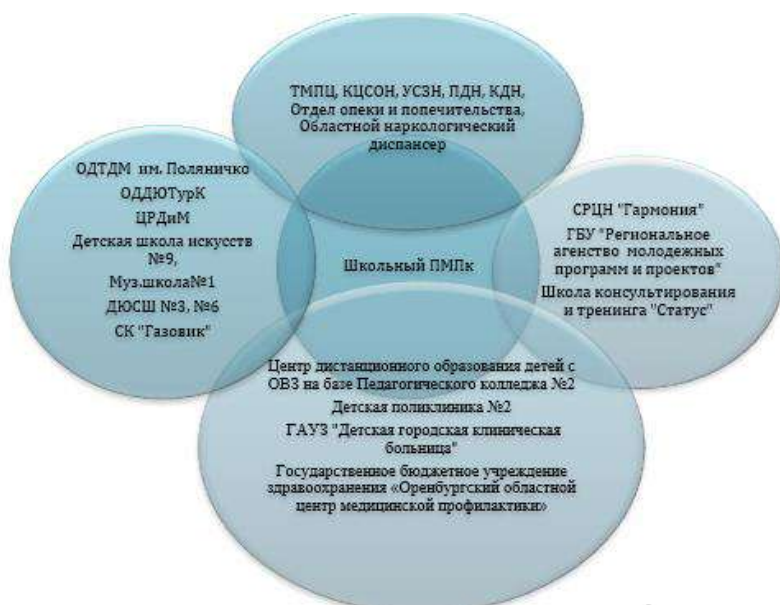 ТМПЦ, КЦСОН, УСЗН, ПДН, КДН,
Отдел опеки и попечительства,
Областной наркологический
диспансер
ОДТДМ им. Поляничко
ОДДЮТурК
ЦРДиМ
Детская школа искусств
№9,
Муз.школа№1
ДЮСШ №3, №6
СК "Газовик"
Школьный ПМПк
СРЦН "Гармония"
ГБУ "Региональное
агенство молодежных
программ и проектов"
Школа консультирования
и тренинга "Статус"
Центр дистанционного образования детей с
ОВЗ на базе Педагогического колледжа №2
Детская поликлиника №2
ГАУЗ "Детская городская клиническая
больница"
Государственное бюджетное учреждение
здравоохранения «Оренбургский областной
центр медицинской профилактики»